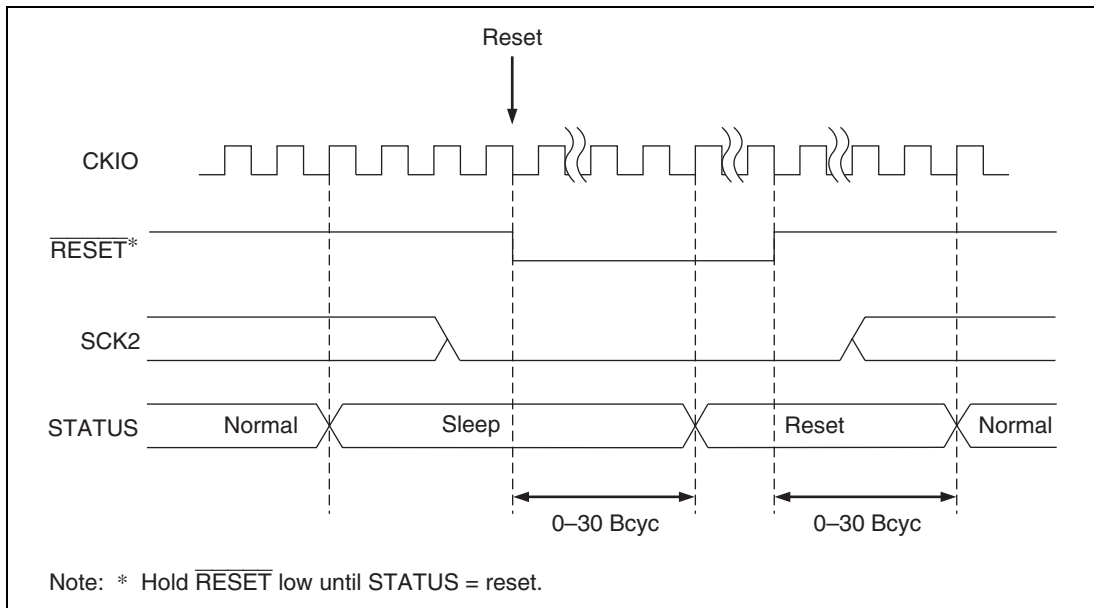 Reset
CKIO
RESET*
SCK2
STATUS
Normal Sleep Reset Normal
0–30 Bcyc 0–30 Bcyc
Note: * Hold RESET low until STATUS = reset.